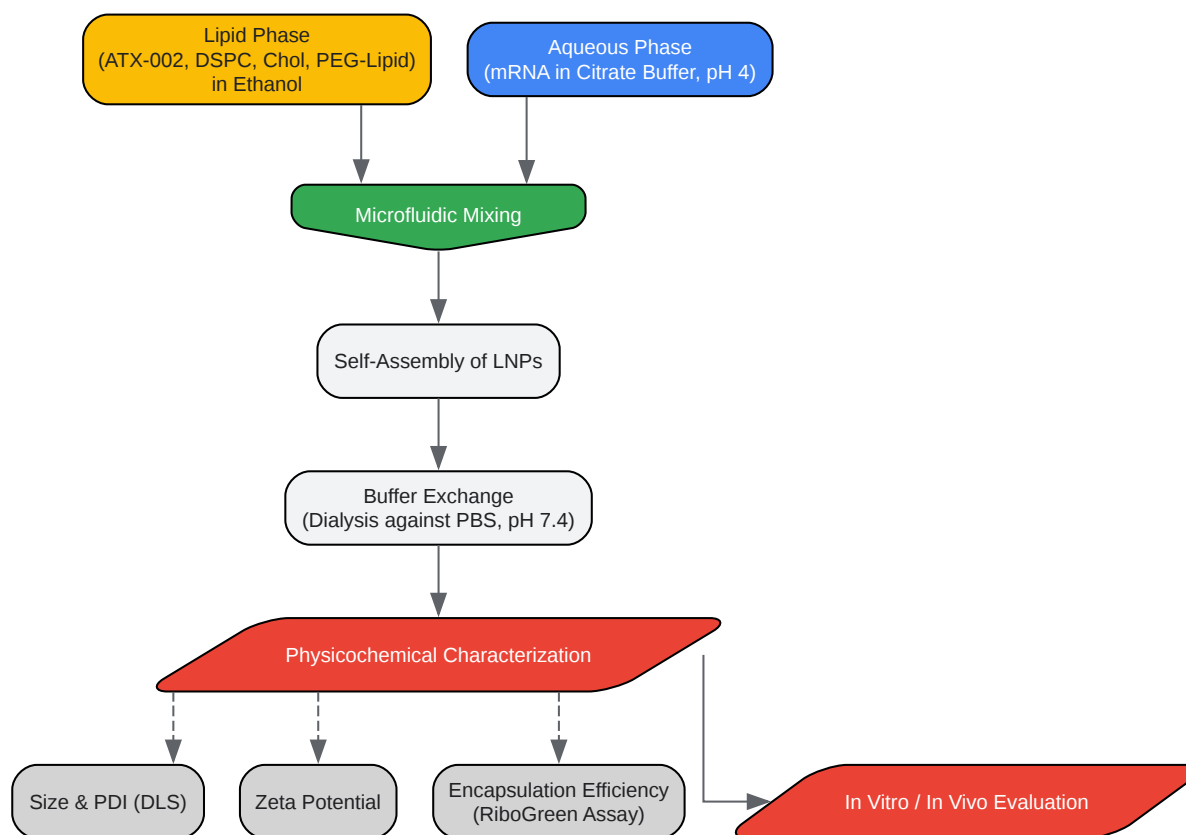 Lipid Phase
(ATX-002, DSPC, Chol, PEG-Lipid)
in Ethanol
Aqueous Phase
(mRNA in Citrate Buffer, pH 4)
Microfluidic Mixing
Self-Assembly of LNPs
Buffer Exchange
(Dialysis against PBS, pH 7.4)
Physicochemical Characterization
Size & PDI (DLS)
Zeta Potential
Encapsulation Efficiency
(RiboGreen Assay)
In Vitro / In Vivo Evaluation